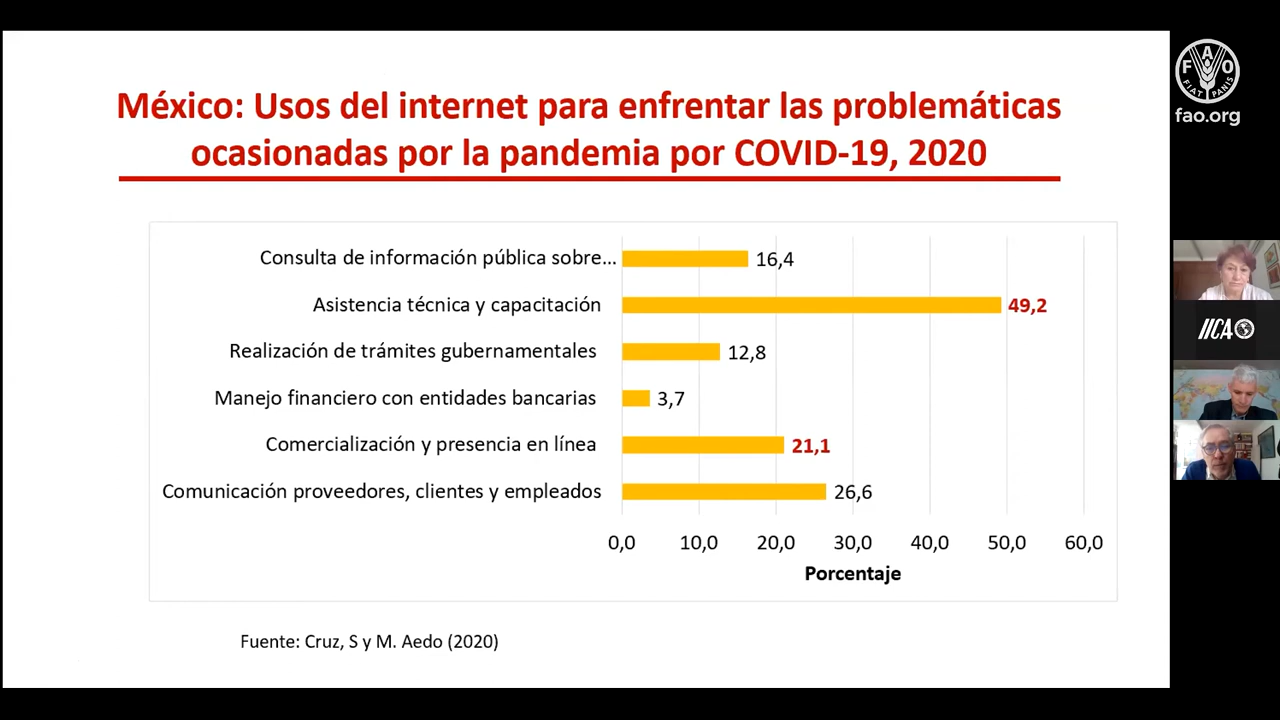 México: Usos del internet para enfrentar las problemáticas
ocasionadas por la pandemia por COVID-19, 2020
Consulta de información pública sobre... 16,4
Asistencia técnica y capacitación 49,2
Realización de trámites gubernamentales 12,8
Manejo financiero con entidades bancarias 3,7
Comercialización y presencia en línea 21,1
Comunicación proveedores, clientes y empleados 26,6
0,0 10,0 20,0 30,0 40,0 50,0 60,0
Porcentaje
Fuente: Cruz, S y M. Aedo (2020)
FAO
FIAT PANIS
fao.org
IICA